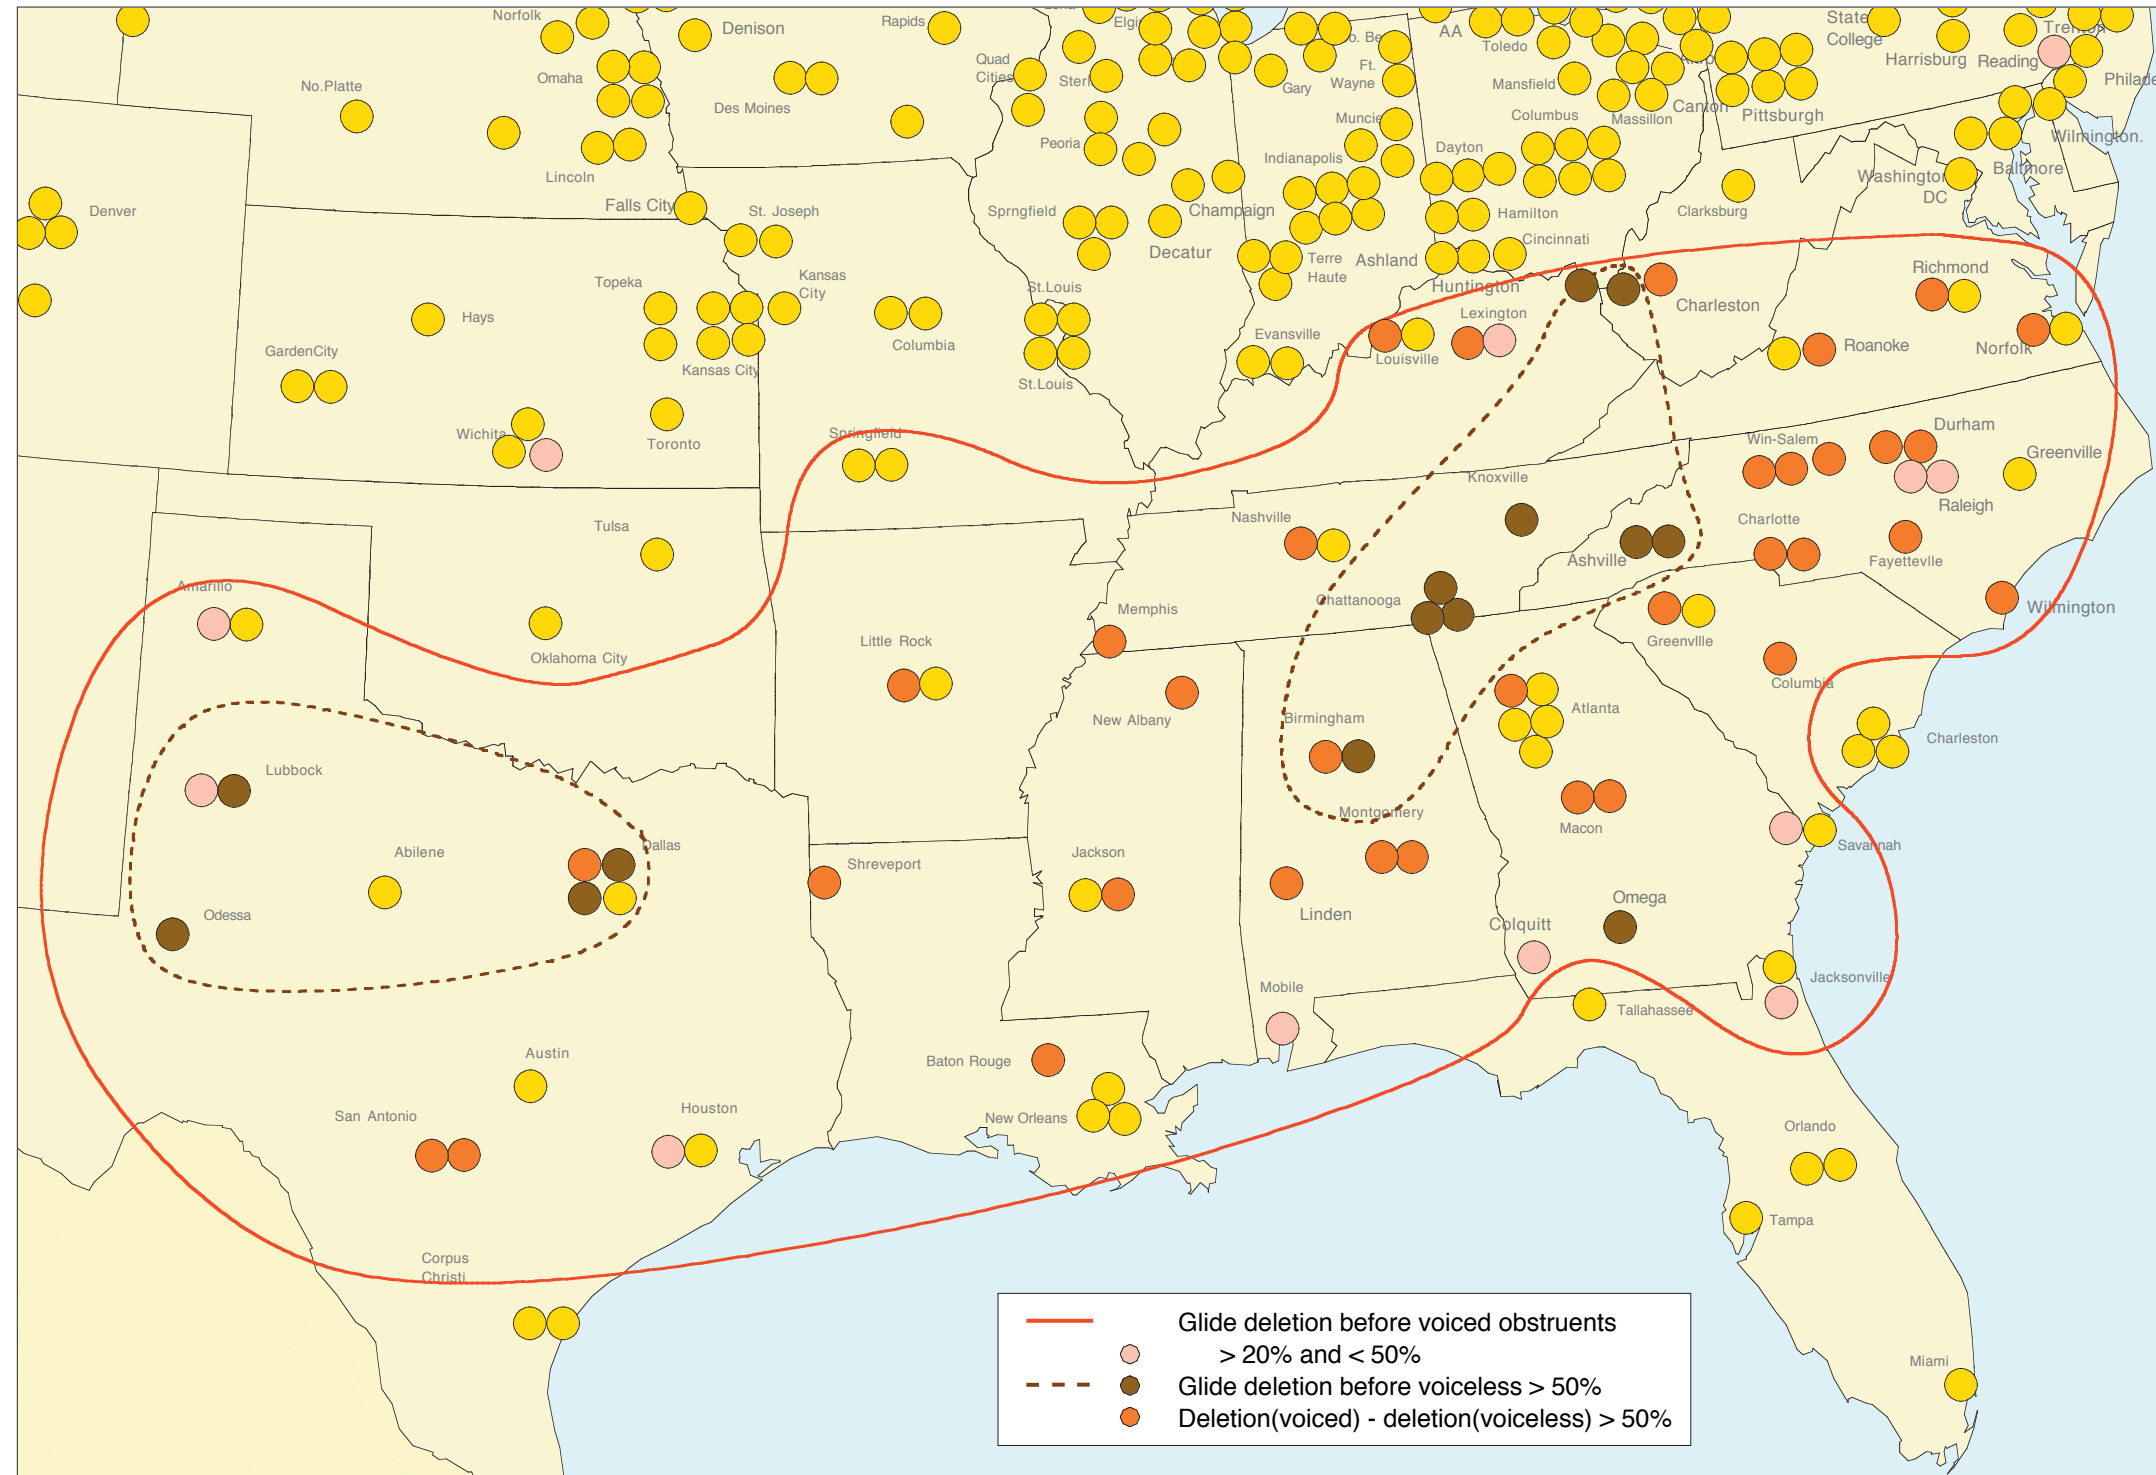 Norfolk
Denison
Rapids
Elgi
AA
Toledo
State
College
Harrisburg
Reading
Trenton
Philade
No.Platte
Omaha
Des Moines
Quad
Cities
Sterl
Gary
Ft.
Wayne
Mansfield
Canton
Massillon
Pittsburgh
Wilmington.
Lincoln
Peoria
Muncie
Indianapolis
Dayton
Columbus
Baltmore
Washington
DC
Denver
Falls City
St. Joseph
Sprngfield
Champaign
Decatur
Hamilton
Clarksburg
Topeka
Kansas
City
Terre
Haute
Ashland
Cincinnati
Hays
St.Louis
Huntington
Charleston
Richmond
GardenCity
Columbia
Evansville
Lexington
Louisville
Roanoke
Norfolk
Kansas City
St.Louis
Wichita
Toronto
Springfield
Win-Salem
Durham
Greenville
Knoxville
Raleigh
Tulsa
Nashville
Charlotte
Ashville
Fayettevlle
Amarillo
Chattanooga
Memphis
Wilmington
Oklahoma City
Little Rock
Greenvllle
Columbia
New Albany
Birmingham
Atlanta
Charleston
Lubbock
Montgomery
Macon
Savannah
Abilene
Dallas
Shreveport
Jackson
Linden
Omega
Colquitt
Odessa
Mobile
Jacksonville
Tallahassee
Austin
Baton Rouge
San Antonio
Houston
New Orleans
Orlando
Tampa
Corpus
Christi
Miami
Glide deletion before voiced obstruents
> 20% and < 50%
Glide deletion before voiceless > 50%
Deletion(voiced) - deletion(voiceless) > 50%